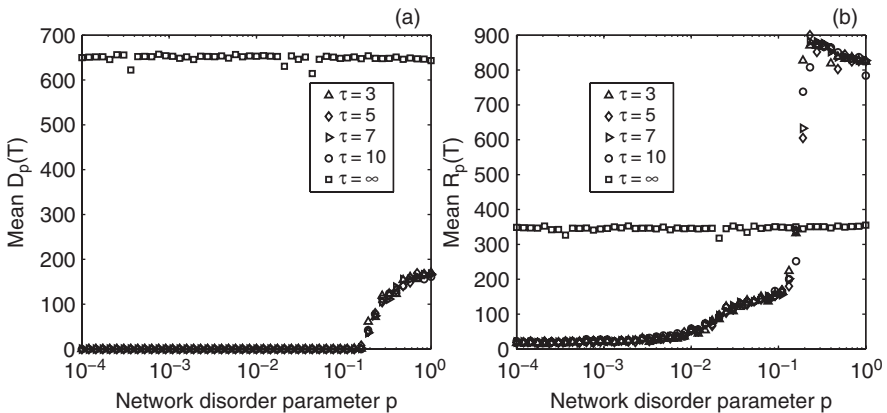 (a)
700
600
500
400
300
200
100
0
Mean D_p(T)
τ = 3
τ = 5
τ = 7
τ = 10
τ = ∞
10^−4 10^−3 10^−2 10^−1 10^0
Network disorder parameter p
(b)
900
800
700
600
500
400
300
200
100
0
Mean R_p(T)
τ = 3
τ = 5
τ = 7
τ = 10
τ = ∞
10^−4 10^−3 10^−2 10^−1 10^0
Network disorder parameter p